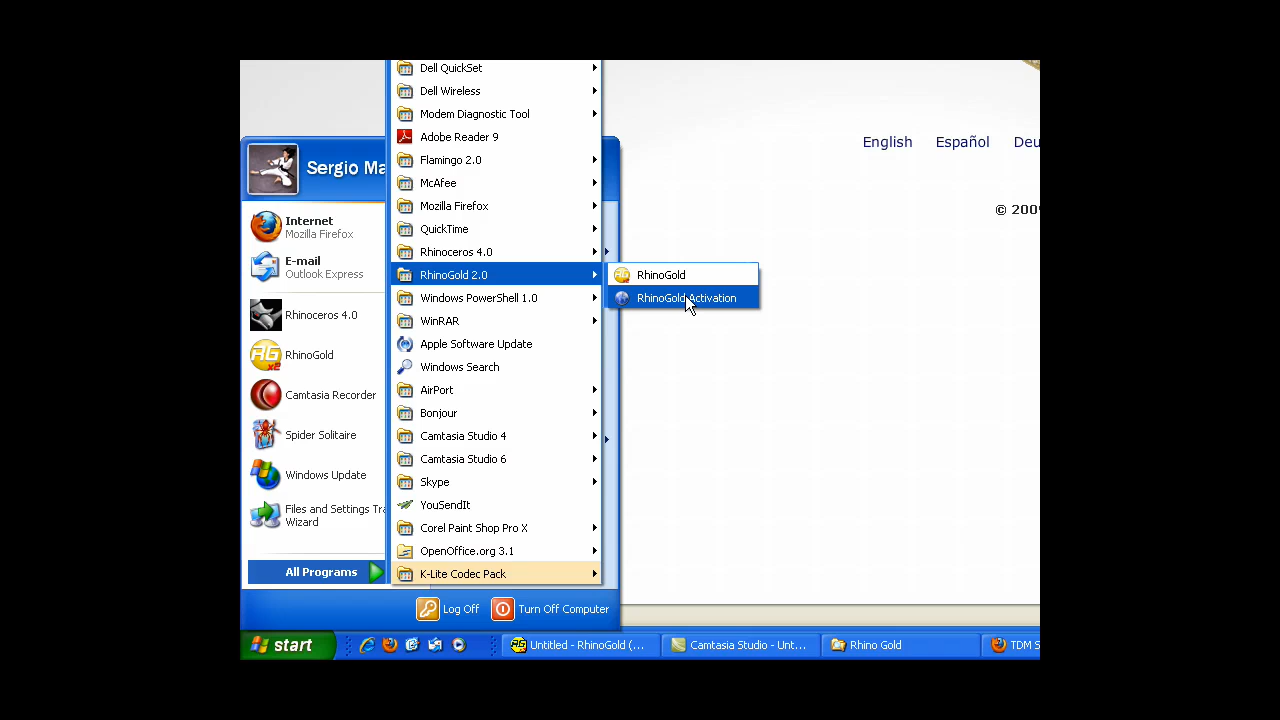 Dell QuickSet
Dell Wireless
Modem Diagnostic Tool
Adobe Reader 9
Flamingo 2.0
McAfee
Mozilla Firefox
QuickTime
Rhinoceros 4.0
RhinoGold 2.0
Windows PowerShell 1.0
WinRAR
Apple Software Update
Windows Search
AirPort
Bonjour
Camtasia Studio 4
Camtasia Studio 6
Skype
YouSendIt
Corel Paint Shop Pro X
OpenOffice.org 3.1
K-Lite Codec Pack
RhinoGold
RhinoGold Activation
Sergio Ma
Internet
Mozilla Firefox
E-mail
Outlook Express
Rhinoceros 4.0
RG
x2
RhinoGold
Camtasia Recorder
Spider Solitaire
Windows Update
Files and Settings Tra
Wizard
All Programs
Log Off
Turn Off Computer
English Español Deu
© 2009
start
Untitled - RhinoGold (...
Camtasia Studio - Unt...
Rhino Gold
TDM S